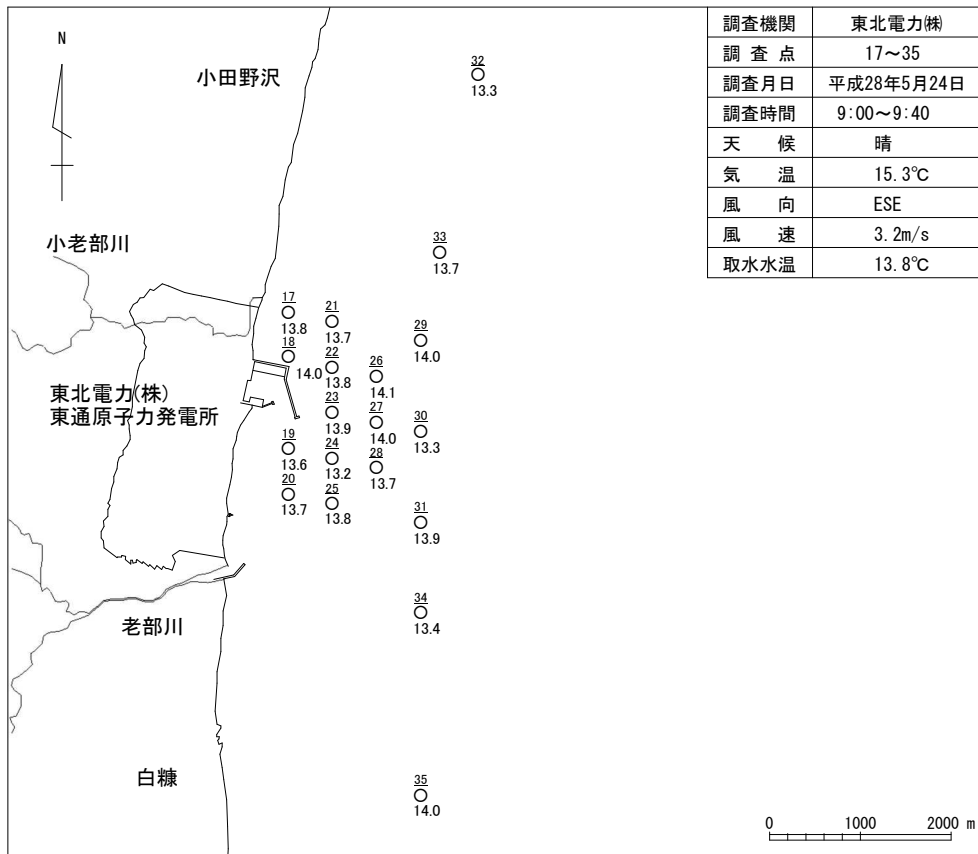 調査機関 東北電力㈱
調査点 17～35
調査月日 平成28年5月24日
調査時間 9:00～9:40
天候 晴
気温 15.3℃
風向 ESE
風速 3.2m/s
取水水温 13.8℃
N
小田野沢
32
13.3
小老部川
33
13.7
17
13.8
21
13.7
18
14.0
22
13.8
29
14.0
26
14.1
東北電力(株)
東通原子力発電所
23
13.9
27
14.0
30
13.3
19
13.6
24
13.2
28
13.7
20
13.7
25
13.8
31
13.9
34
13.4
老部川
白糠
35
14.0
0 1000 2000 m